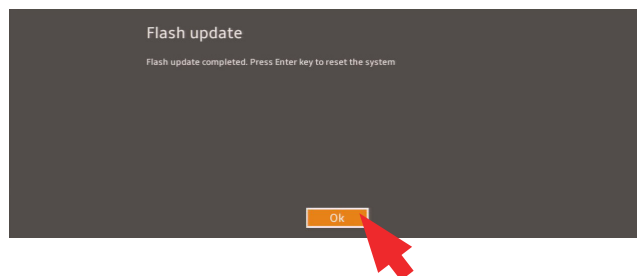 Flash update
Flash update completed. Press Enter key to reset the system
Ok